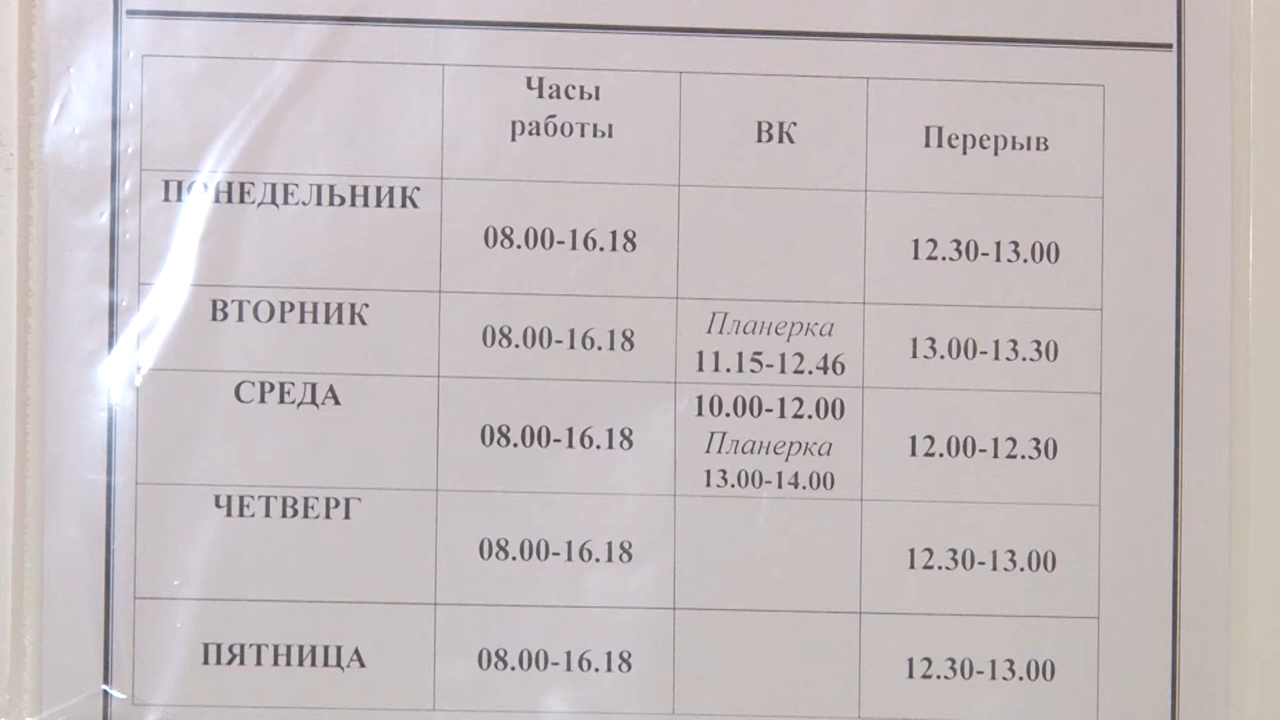 Часы
работы
ВК
Перерыв
ПОНЕДЕЛЬНИК
08.00-16.18
12.30-13.00
ВТОРНИК
08.00-16.18
Планерка
11.15-12.46
13.00-13.30
СРЕДА
08.00-16.18
10.00-12.00
Планерка
13.00-14.00
12.00-12.30
ЧЕТВЕРГ
08.00-16.18
12.30-13.00
ПЯТНИЦА
08.00-16.18
12.30-13.00